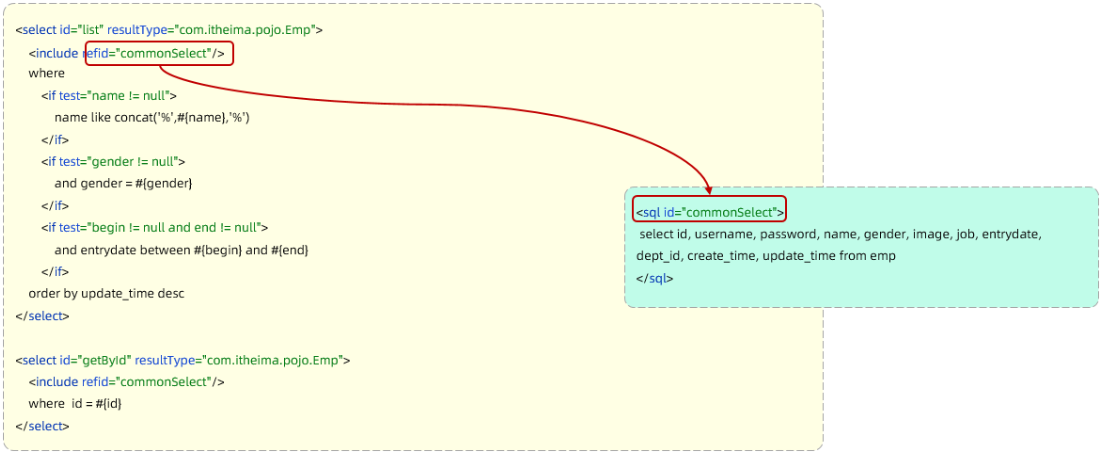 <select id="list" resultType="com.itheima.pojo.Emp">
<include refid="commonSelect"/>
where
<if test="name != null">
name like concat('%',#{name},'%')
</if>
<if test="gender != null">
and gender = #{gender}
</if>
<if test="begin != null and end != null">
and entrydate between #{begin} and #{end}
</if>
order by update_time desc
</select>
<select id="getById" resultType="com.itheima.pojo.Emp">
<include refid="commonSelect"/>
where  id = #{id}
</select>
<sql id="commonSelect">
select id, username, password, name, gender, image, job, entrydate,
dept_id, create_time, update_time from emp
</sql>